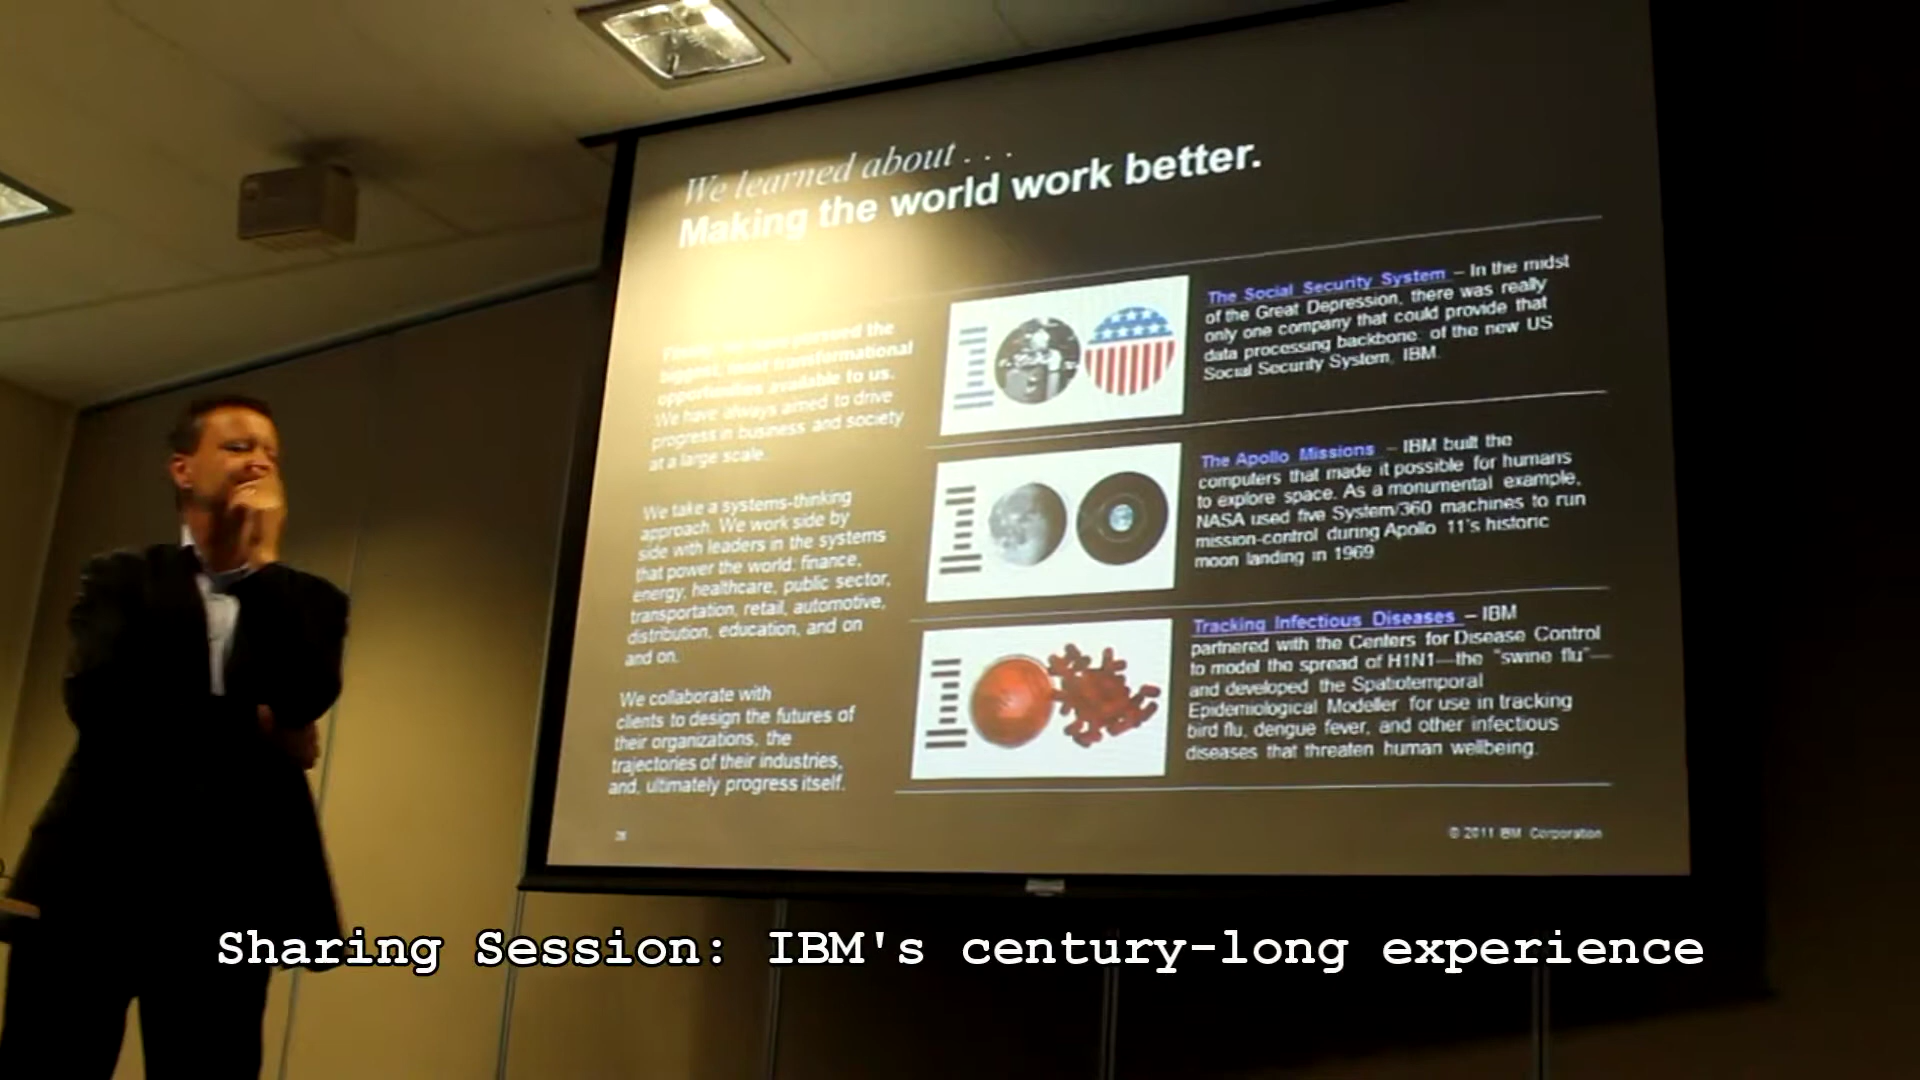 We learned about . . .
Making the world work better.
the
biggest, most transformational
opportunities available to us.
We have always aimed to drive
progress in business and society
at a large scale.
We take a systems-thinking
approach. We work side by
side with leaders in the systems
that power the world: finance,
energy, healthcare, public sector,
transportation, retail, automotive,
distribution, education, and on
and on.
We collaborate with
clients to design the futures of
their organizations, the
trajectories of their industries,
and, ultimately progress itself.
The Social Security System – In the midst
of the Great Depression, there was really
only one company that could provide that
data processing backbone of the new US
Social Security System, IBM.
The Apollo Missions – IBM built the
computers that made it possible for humans
to explore space. As a monumental example,
NASA used five System/360 machines to run
mission-control during Apollo 11's historic
moon landing in 1969
Tracking Infectious Diseases – IBM
partnered with the Centers for Disease Control
to model the spread of H1N1—the "swine flu"—
and developed the Spatiotemporal
Epidemiological Modeller for use in tracking
bird flu, dengue fever, and other infectious
diseases that threaten human wellbeing.
© 2011 IBM Corporation
Sharing Session: IBM's century-long experience